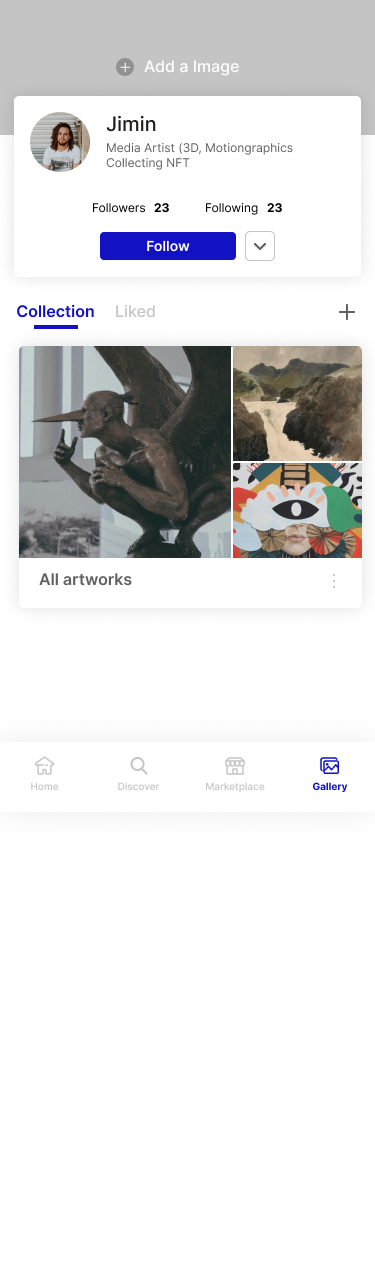 Add a Image
Jimin
Media Artist (3D, Motiongraphics
Collecting NFT
Followers 23 Following 23
Follow
Collection Liked
All artworks
Home Discover Marketplace Gallery